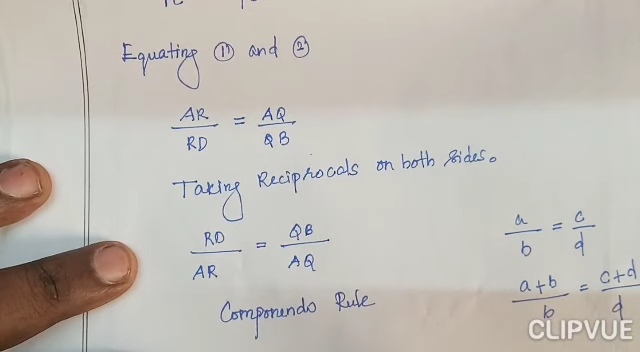 Equating ① and ②
AR/RD = AQ/QB
Taking Reciprocals on both sides.
RD/AR = QB/AQ
a/b = c/d
Componendo Rule
a+b/b = c+d/d
CLIPVUE